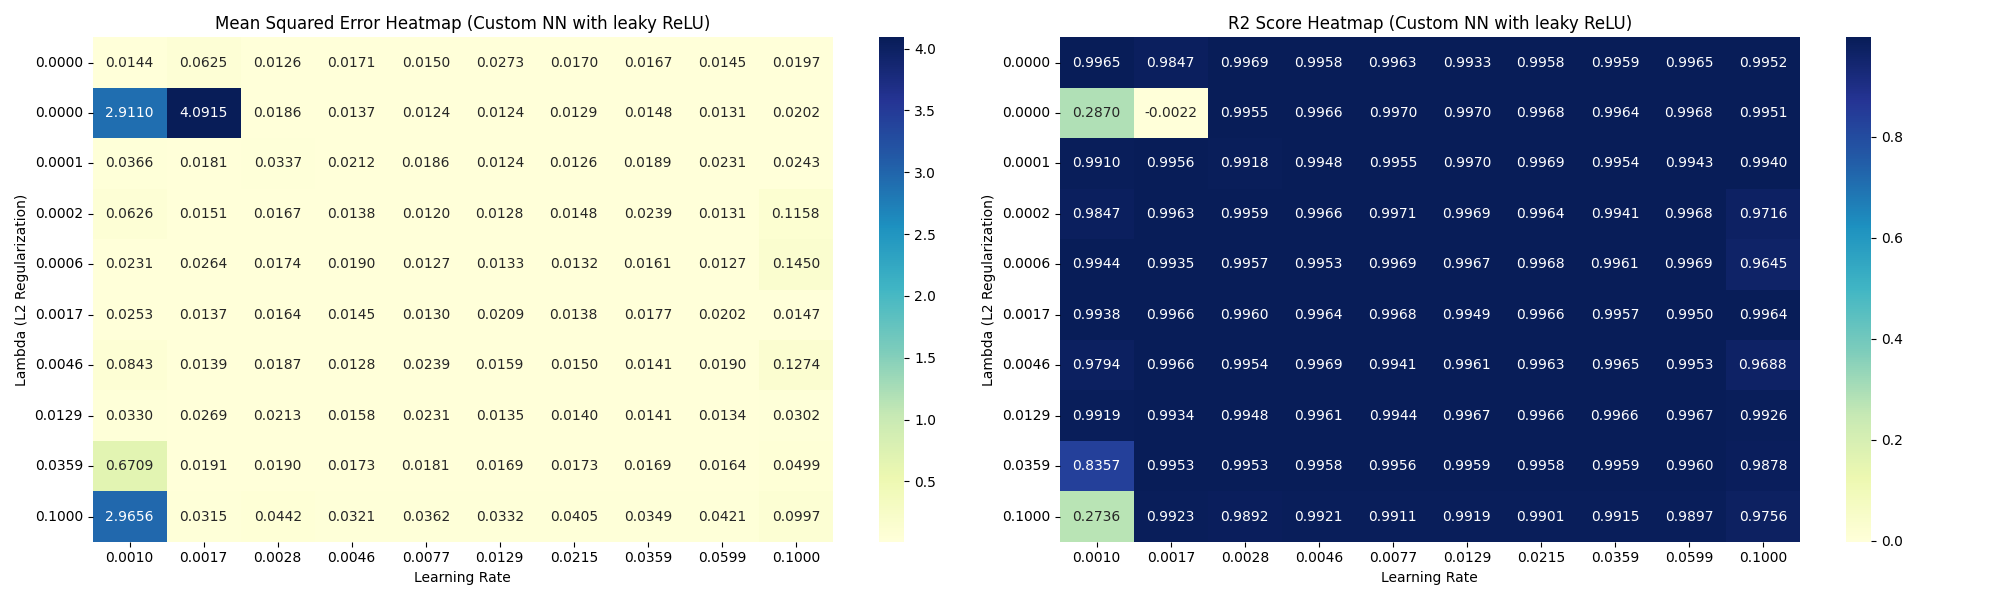 Mean Squared Error Heatmap (Custom NN with leaky ReLU)
Lambda (L2 Regularization)
0.0000 0.0144 0.0625 0.0126 0.0171 0.0150 0.0273 0.0170 0.0167 0.0145 0.0197
0.0000 2.9110 4.0915 0.0186 0.0137 0.0124 0.0124 0.0129 0.0148 0.0131 0.0202
0.0001 0.0366 0.0181 0.0337 0.0212 0.0186 0.0124 0.0126 0.0189 0.0231 0.0243
0.0002 0.0626 0.0151 0.0167 0.0138 0.0120 0.0128 0.0148 0.0239 0.0131 0.1158
0.0006 0.0231 0.0264 0.0174 0.0190 0.0127 0.0133 0.0132 0.0161 0.0127 0.1450
0.0017 0.0253 0.0137 0.0164 0.0145 0.0130 0.0209 0.0138 0.0177 0.0202 0.0147
0.0046 0.0843 0.0139 0.0187 0.0128 0.0239 0.0159 0.0150 0.0141 0.0190 0.1274
0.0129 0.0330 0.0269 0.0213 0.0158 0.0231 0.0135 0.0140 0.0141 0.0134 0.0302
0.0359 0.6709 0.0191 0.0190 0.0173 0.0181 0.0169 0.0173 0.0169 0.0164 0.0499
0.1000 2.9656 0.0315 0.0442 0.0321 0.0362 0.0332 0.0405 0.0349 0.0421 0.0997
0.0010 0.0017 0.0028 0.0046 0.0077 0.0129 0.0215 0.0359 0.0599 0.1000
Learning Rate
4.0
3.5
3.0
2.5
2.0
1.5
1.0
0.5
R2 Score Heatmap (Custom NN with leaky ReLU)
Lambda (L2 Regularization)
0.0000 0.9965 0.9847 0.9969 0.9958 0.9963 0.9933 0.9958 0.9959 0.9965 0.9952
0.0000 0.2870 -0.0022 0.9955 0.9966 0.9970 0.9970 0.9968 0.9964 0.9968 0.9951
0.0001 0.9910 0.9956 0.9918 0.9948 0.9955 0.9970 0.9969 0.9954 0.9943 0.9940
0.0002 0.9847 0.9963 0.9959 0.9966 0.9971 0.9969 0.9964 0.9941 0.9968 0.9716
0.0006 0.9944 0.9935 0.9957 0.9953 0.9969 0.9967 0.9968 0.9961 0.9969 0.9645
0.0017 0.9938 0.9966 0.9960 0.9964 0.9968 0.9949 0.9966 0.9957 0.9950 0.9964
0.0046 0.9794 0.9966 0.9954 0.9969 0.9941 0.9961 0.9963 0.9965 0.9953 0.9688
0.0129 0.9919 0.9934 0.9948 0.9961 0.9944 0.9967 0.9966 0.9966 0.9967 0.9926
0.0359 0.8357 0.9953 0.9953 0.9958 0.9956 0.9959 0.9958 0.9959 0.9960 0.9878
0.1000 0.2736 0.9923 0.9892 0.9921 0.9911 0.9919 0.9901 0.9915 0.9897 0.9756
0.0010 0.0017 0.0028 0.0046 0.0077 0.0129 0.0215 0.0359 0.0599 0.1000
Learning Rate
0.8
0.6
0.4
0.2
0.0